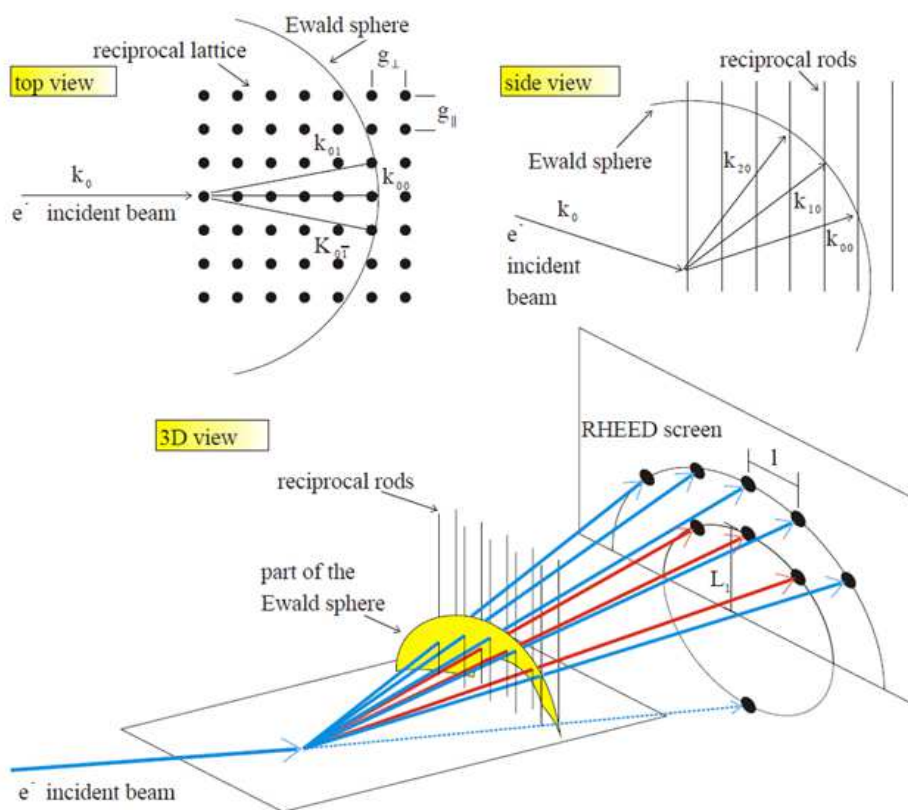 Ewald sphere
reciprocal lattice
top view
g⊥
g∥
k₀₁
k₀
k₀₀
e⁻ incident beam
K₀₁̅
side view
reciprocal rods
Ewald sphere
k₂₀
k₀
k₁₀
e⁻
incident
beam
k₀₀
3D view
RHEED screen
l
reciprocal rods
part of the
Ewald sphere
L₁
e⁻ incident beam